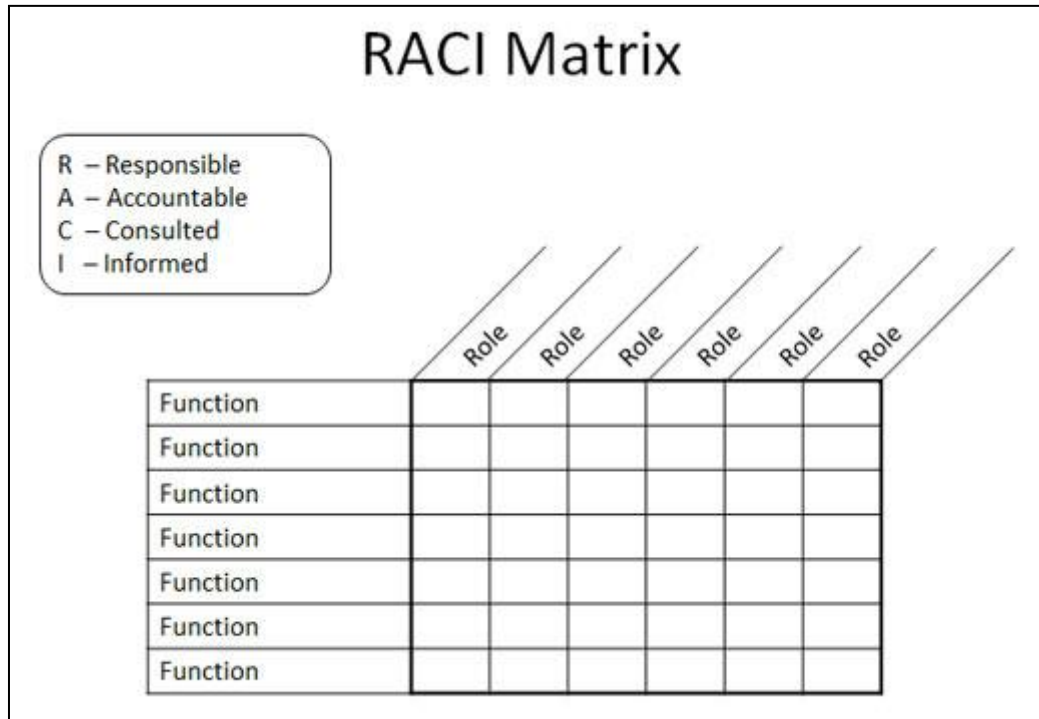 RACI Matrix
R – Responsible
A – Accountable
C – Consulted
I – Informed
Role Role Role Role Role Role
Function
Function
Function
Function
Function
Function
Function